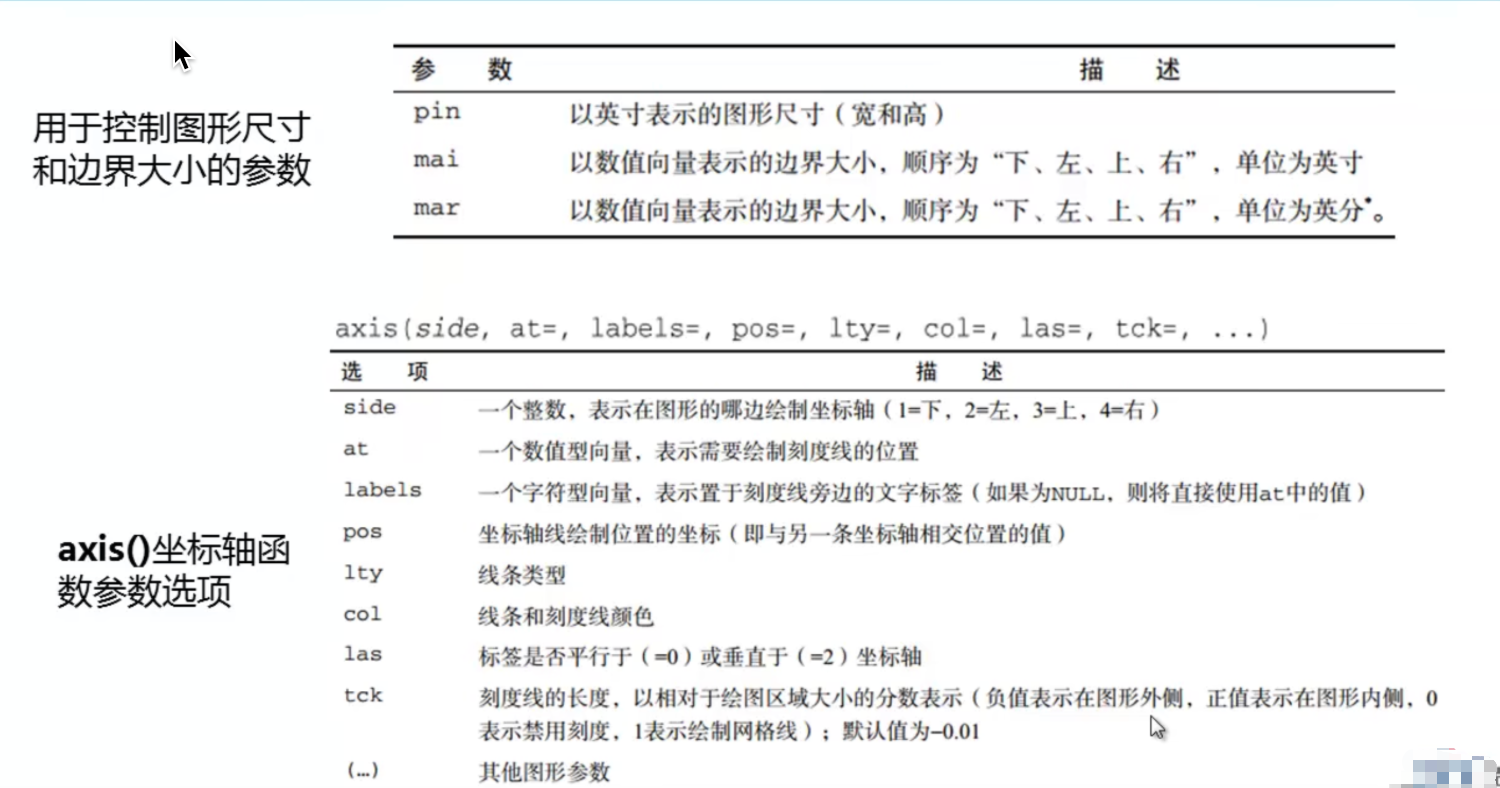 用于控制图形尺寸
和边界大小的参数
参 数 描 述
pin 以英寸表示的图形尺寸（宽和高）
mai 以数值向量表示的边界大小，顺序为“下、左、上、右”，单位为英寸
mar 以数值向量表示的边界大小，顺序为“下、左、上、右”，单位为英分*。
axis(side, at=, labels=, pos=, lty=, col=, las=, tck=, ...)
选 项 描 述
side 一个整数，表示在图形的哪边绘制坐标轴（1=下，2=左，3=上，4=右）
at 一个数值型向量，表示需要绘制刻度线的位置
labels 一个字符型向量，表示置于刻度线旁边的文字标签（如果为NULL，则将直接使用at中的值）
axis()坐标轴函
数参数选项
pos 坐标轴线绘制位置的坐标（即与另一条坐标轴相交位置的值）
lty 线条类型
col 线条和刻度线颜色
las 标签是否平行于（=0）或垂直于（=2）坐标轴
tck 刻度线的长度，以相对于绘图区域大小的分数表示（负值表示在图形外侧，正值表示在图形内侧，0
表示禁用刻度，1表示绘制网格线）；默认值为–0.01
(…) 其他图形参数